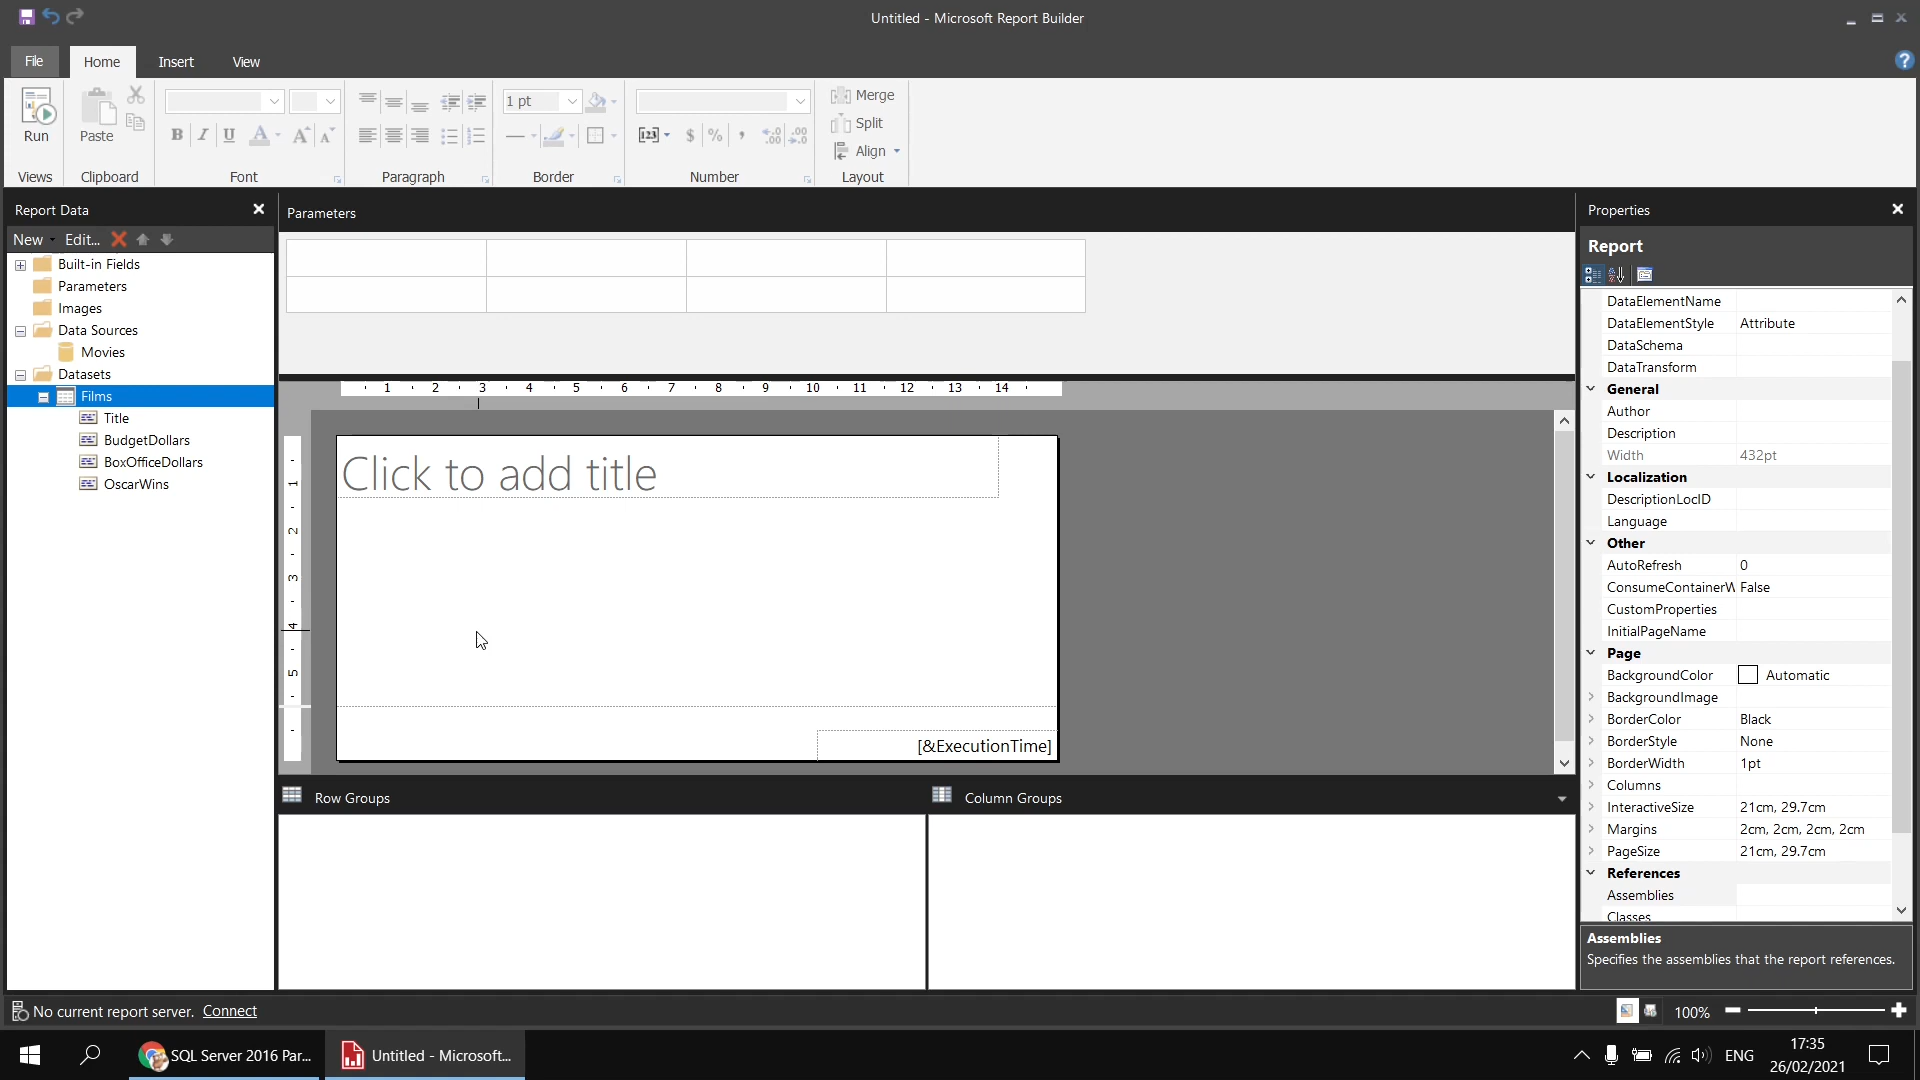 Untitled - Microsoft Report Builder
File Home Insert View
Run
Views
Paste
Clipboard
B I U A A A
Font
Paragraph
1 pt
Border
[123] $ % ,
Number
Merge
Split
Align
Layout
Report Data
New Edit...
Built-in Fields
Parameters
Images
Data Sources
Movies
Datasets
Films
Title
BudgetDollars
BoxOfficeDollars
OscarWins
Parameters
1 2 3 4 5 6 7 8 9 10 11 12 13 14
1
2
3
4
5
Click to add title
[&ExecutionTime]
Row Groups
Column Groups
Properties
Report
DataElementName
DataElementStyle Attribute
DataSchema
DataTransform
General
Author
Description
Width 432pt
Localization
DescriptionLocID
Language
Other
AutoRefresh 0
ConsumeContainerW False
CustomProperties
InitialPageName
Page
BackgroundColor Automatic
BackgroundImage
BorderColor Black
BorderStyle None
BorderWidth 1pt
Columns
InteractiveSize 21cm, 29.7cm
Margins 2cm, 2cm, 2cm, 2cm
PageSize 21cm, 29.7cm
References
Assemblies
Classes
Assemblies
Specifies the assemblies that the report references.
No current report server. Connect
100%
SQL Server 2016 Par...
Untitled - Microsoft...
ENG
17:35
26/02/2021